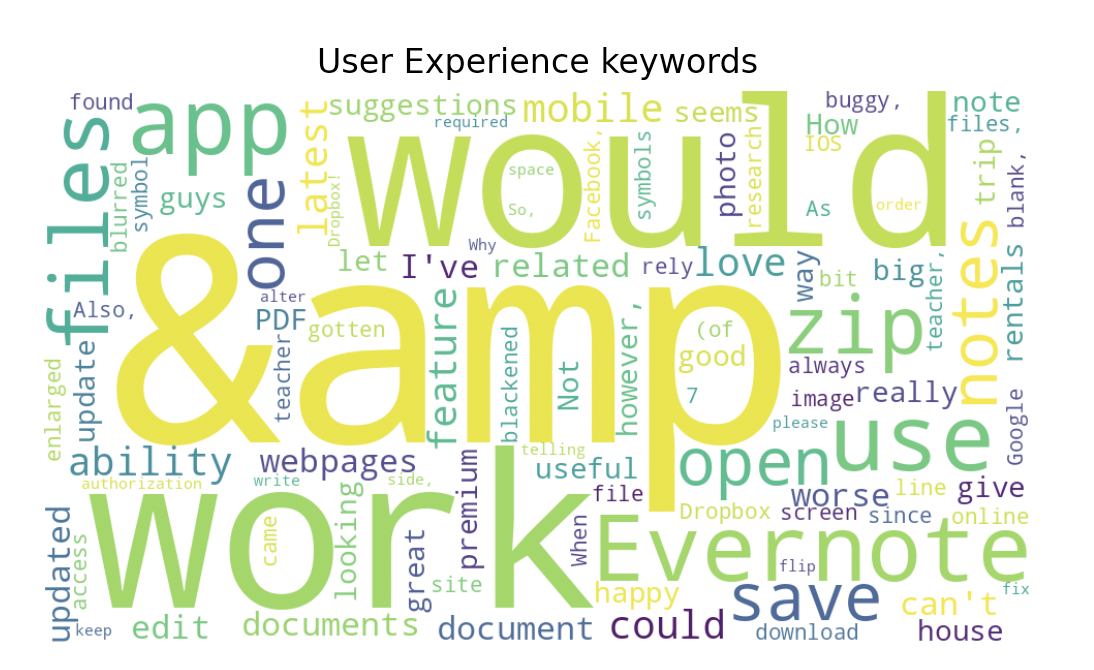 User Experience keywords
found
app
suggestions
mobile
seems
buggy,
note
required
How
files,
would
files
blurred
symbol
guys
one
latest
Dropbox!
space
So,
Facebook,
symbols
photo
research
IOS
As
order
trip
blank,
Why
let
I've
related
rely
love
way
bit
big
teacher,
rentals
notes
Also,
alter
PDF
gotten
&amp
feature
blackened
Not
however,
(of
good
7
zip
always
image
really
please
Google
enlarged
update
teacher
ability
webpages
telling
useful
open
use
authorization
write
side,
premium
file
worse
line
give
Dropbox
screen
since
online
work
Evernote
updated
access
came
looking
great
site
When
flip
happy
save
can't
fix
keep
edit
documents
document
could
download
house